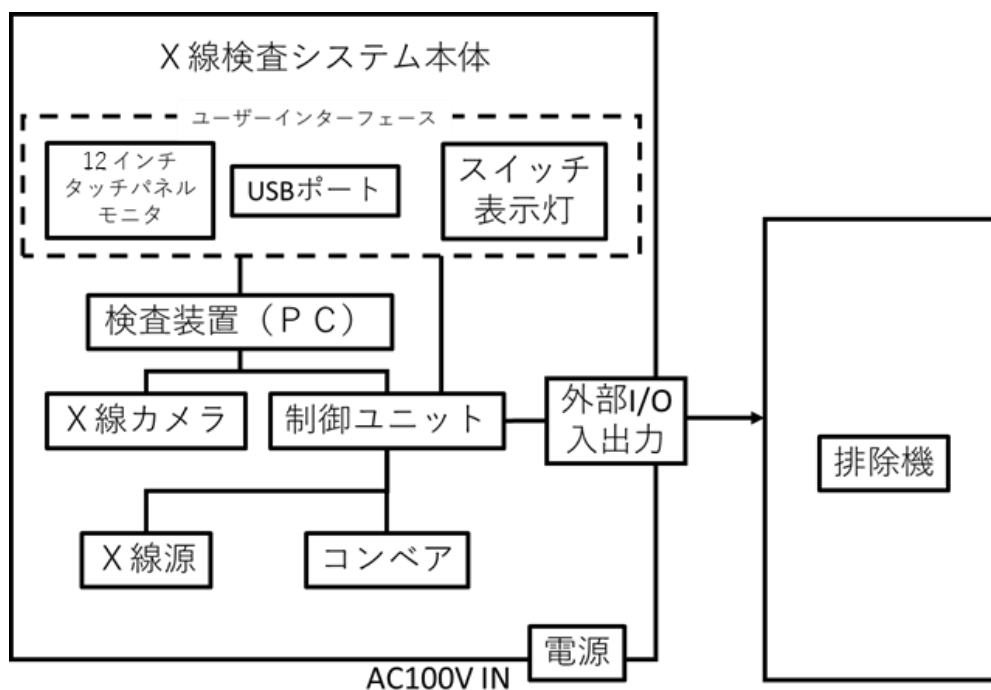 X線検査システム本体
ユーザーインターフェース
12インチ
タッチパネル
モニタ
USBポート
スイッチ
表示灯
検査装置（ＰＣ）
X線カメラ
制御ユニット
外部I/O
入出力
排除機
X線源
コンベア
電源
AC100V IN